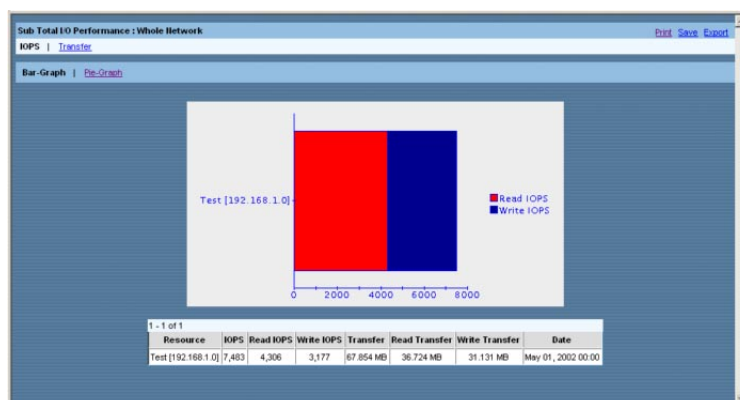 Sub Total I/O Performance : Whole Network
Print Save Export
IOPS | Transfer
Bar-Graph | Pie-Graph
Test [192.168.1.0]
Read IOPS
Write IOPS
0 2000 4000 6000 8000
1 - 1 of 1
Resource IOPS Read IOPS Write IOPS Transfer Read Transfer Write Transfer Date
Test [192.168.1.0] 7,483 4,306 3,177 67.854 MB 36.724 MB 31.131 MB May 01, 2002 00:00